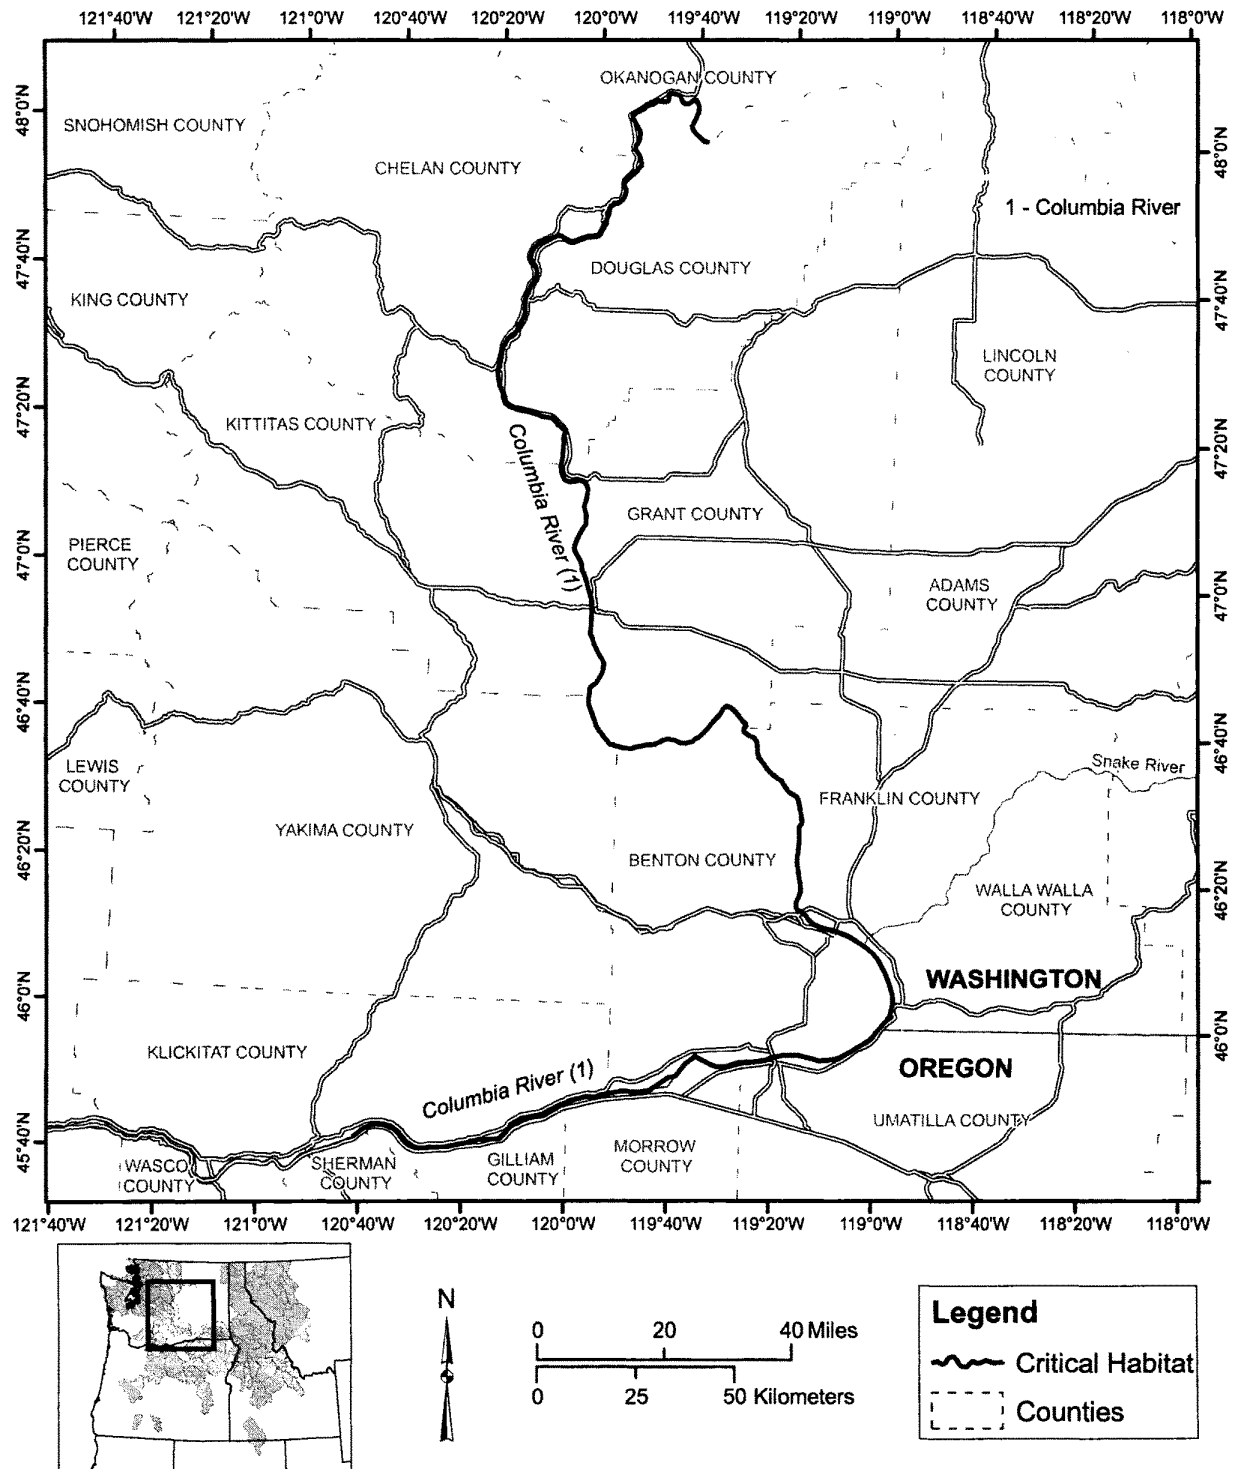 121°40'W 121°20'W 121°0'W 120°40'W 120°20'W 120°0'W 119°40'W 119°20'W 119°0'W 118°40'W 118°20'W 118°0'W
OKANOGAN COUNTY
48°0'N
SNOHOMISH COUNTY
48°0'N
CHELAN COUNTY
1 - Columbia River
47°40'N
DOUGLAS COUNTY
KING COUNTY
47°40'N
LINCOLN
COUNTY
47°20'N
KITTITAS COUNTY
47°20'N
Columbia River (1)
GRANT COUNTY
PIERCE
COUNTY
47°0'N
ADAMS
COUNTY
47°0'N
46°40'N
46°40'N
LEWIS
COUNTY
Snake River
FRANKLIN COUNTY
YAKIMA COUNTY
46°20'N
BENTON COUNTY
WALLA WALLA
COUNTY
46°20'N
WASHINGTON
46°0'N
46°0'N
KLICKITAT COUNTY
OREGON
Columbia River (1)
UMATILLA COUNTY
45°40'N
MORROW
COUNTY
WASCO
COUNTY
SHERMAN
COUNTY
GILLIAM
COUNTY
121°40'W 121°20'W 121°0'W 120°40'W 120°20'W 120°0'W 119°40'W 119°20'W 119°0'W 118°40'W 118°20'W 118°0'W
N
0 20 40 Miles
0 25 50 Kilometers
Legend
Critical Habitat
Counties